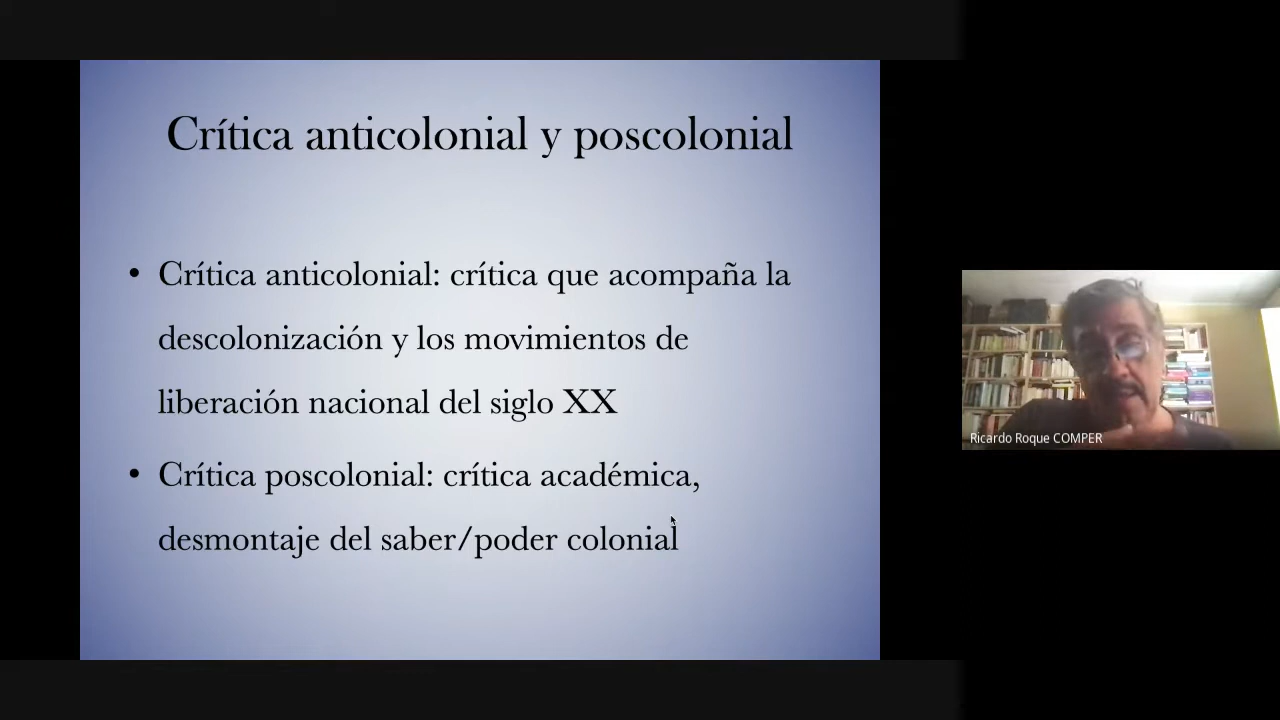 Crítica anticolonial y poscolonial
• Crítica anticolonial: crítica que acompaña la
descolonización y los movimientos de
liberación nacional del siglo XX
• Crítica poscolonial: crítica académica,
desmontaje del saber/poder colonial
Ricardo Roque COMPER